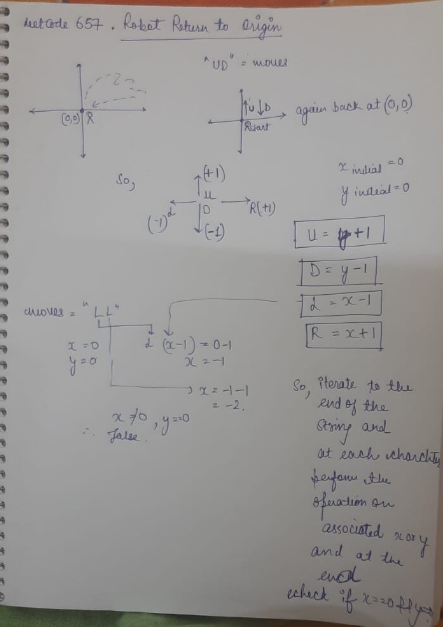 Leetcode 657. Robot Return to Origin
"UD" = moves
(0,0) R
U D
Restart
again back at (0,0)
So,
(+1)
U
(-1) L
R(+1)
D
(-1)
x initial = 0
y initial = 0
U = y+1
D = y-1
L = x-1
R = x+1
moves = "LL"
x = 0
y = 0
L (x-1) = 0-1
x = -1
x = -1-1
= -2.
x ≠ 0, y = 0
∴ False.
So, iterate to the
end of the
string and
at each charchter
perform the
operation on
associated x or y
and at the
end
check if x==0 && y==0